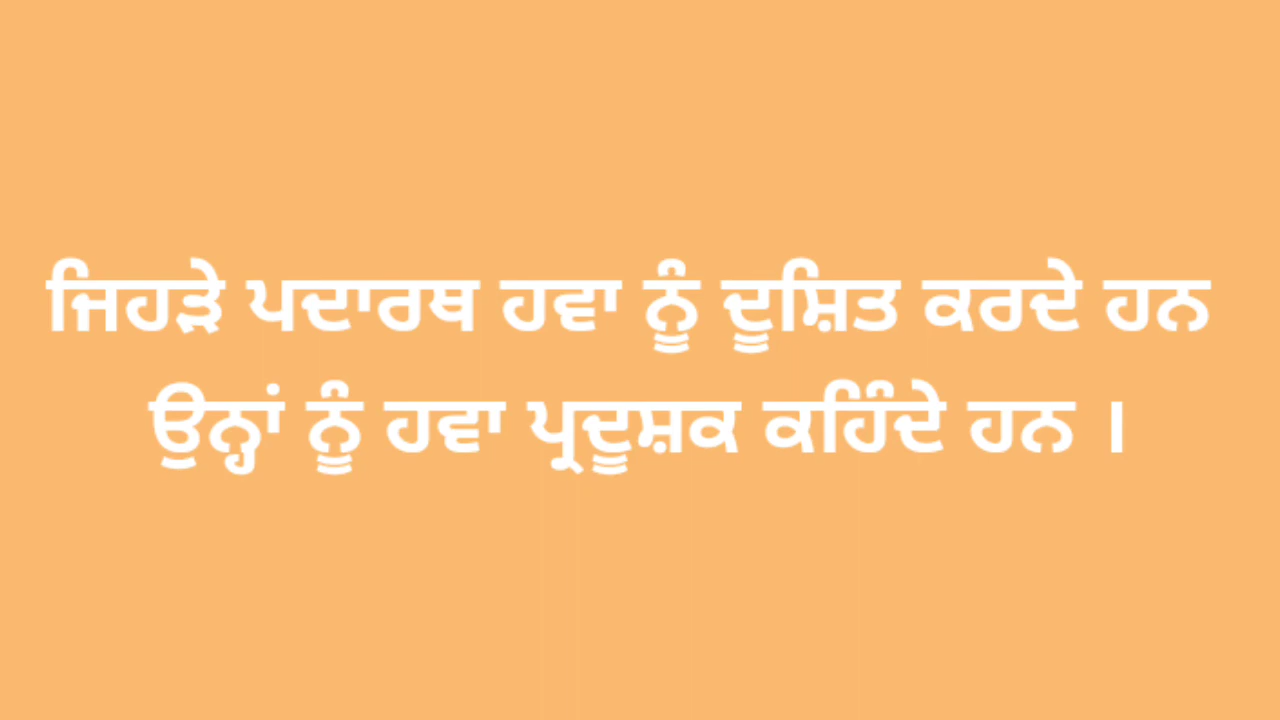 ਜਿਹੜੇ ਪਦਾਰਥ ਹਵਾ ਨੂੰ ਦੂਸ਼ਿਤ ਕਰਦੇ ਹਨ
ਉਨ੍ਹਾਂ ਨੂੰ ਹਵਾ ਪ੍ਰਦੂਸ਼ਕ ਕਹਿੰਦੇ ਹਨ ।